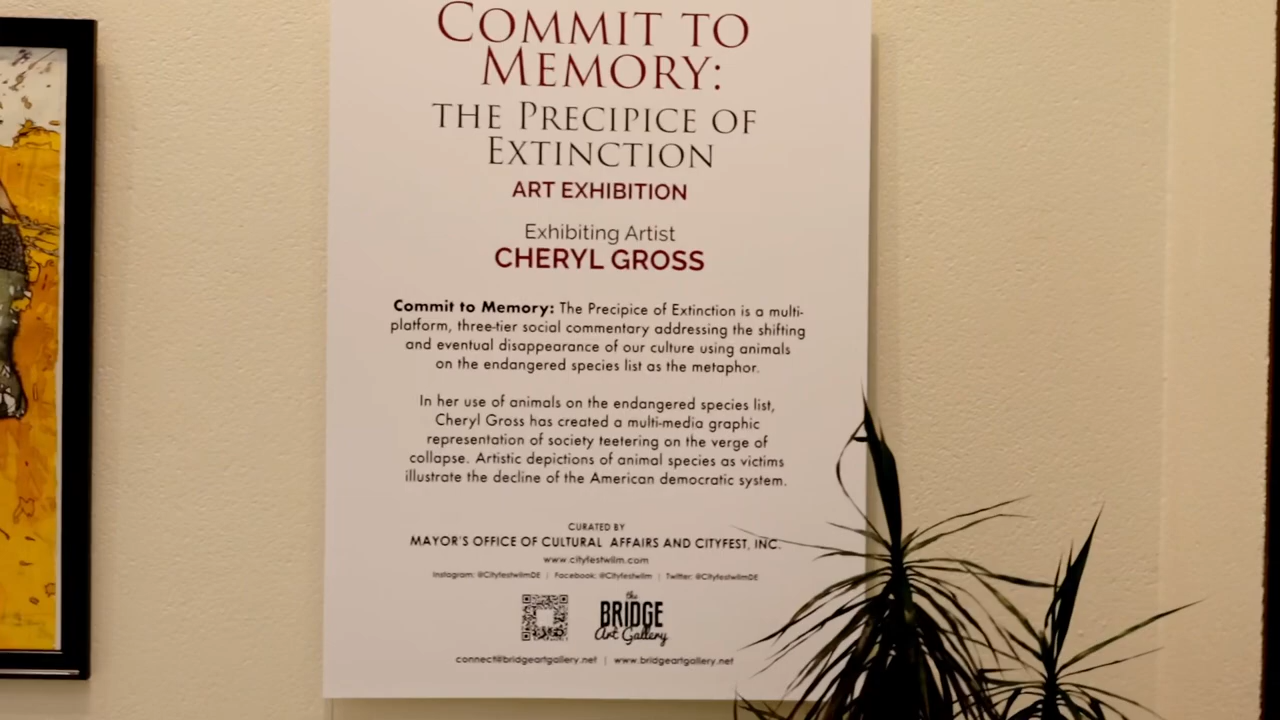 COMMIT TO
MEMORY:
THE PRECIPICE OF
EXTINCTION
ART EXHIBITION
Exhibiting Artist
CHERYL GROSS
Commit to Memory: The Precipice of Extinction is a multi-
platform, three-tier social commentary addressing the shifting
and eventual disappearance of our culture using animals
on the endangered species list as the metaphor.
In her use of animals on the endangered species list,
Cheryl Gross has created a multi-media graphic
representation of society teetering on the verge of
collapse. Artistic depictions of animal species as victims
illustrate the decline of the American democratic system.
CURATED BY
MAYOR'S OFFICE OF CULTURAL AFFAIRS AND CITYFEST, INC.
www.cityfestwilm.com
Instagram: @CityfestwilmDE | Facebook: @Cityfestwilm | Twitter: @CityfestwilmDE
the
BRIDGE
Art Gallery
connect@bridgeartgallery.net | www.bridgeartgallery.net